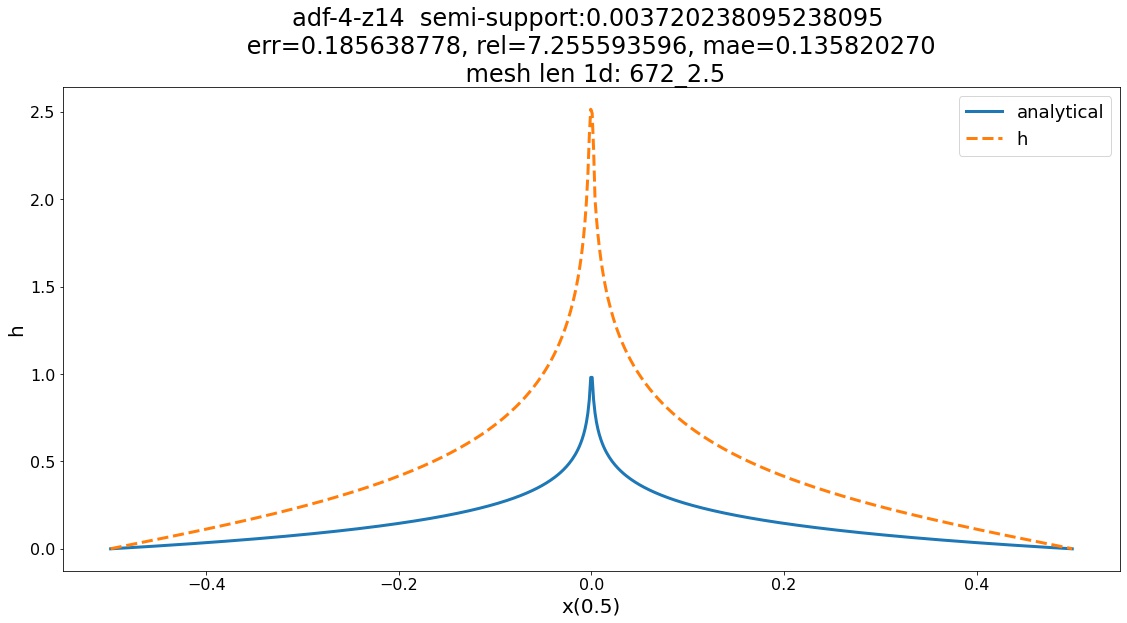 adf-4-z14 semi-support:0.003720238095238095
err=0.185638778, rel=7.255593596, mae=0.135820270
mesh len 1d: 672_2.5
analytical
h
2.5
2.0
1.5
1.0
0.5
0.0
h
−0.4
−0.2
0.0
0.2
0.4
x(0.5)